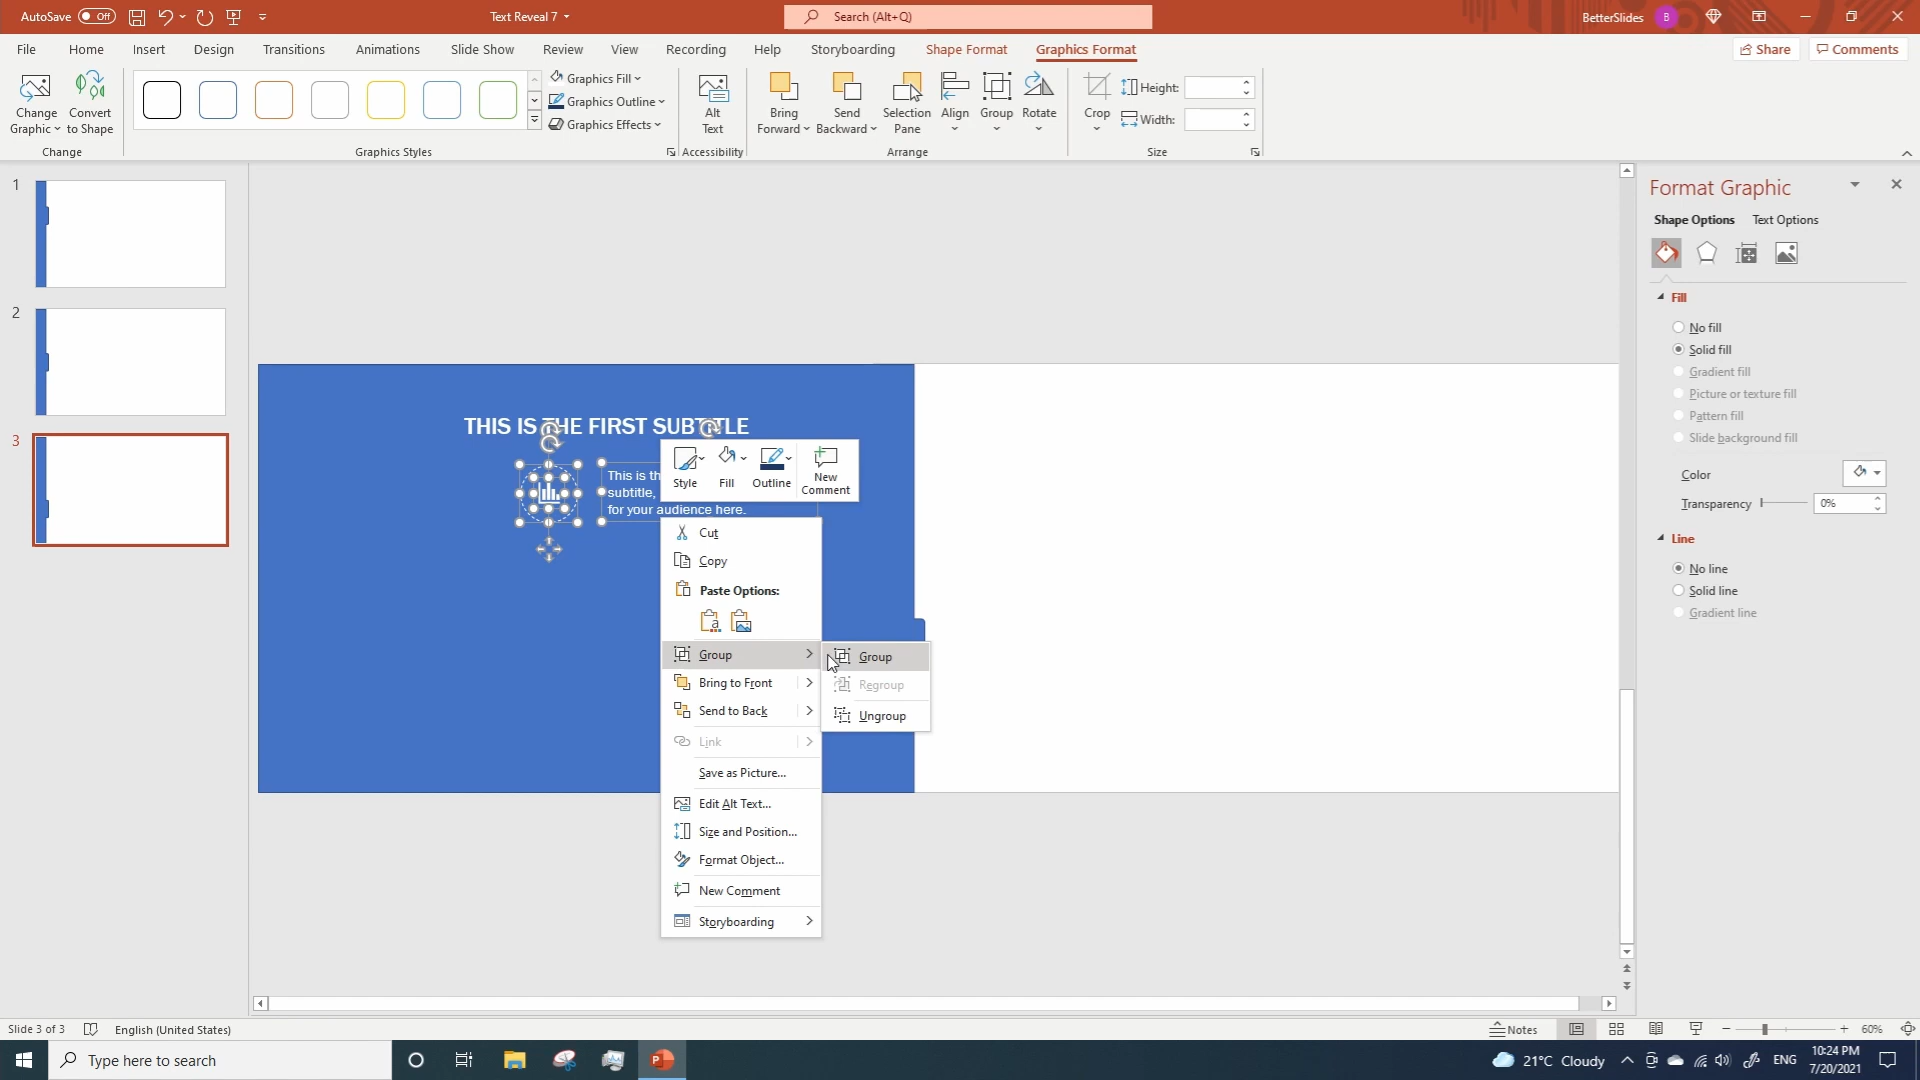 AutoSave Off
Text Reveal 7
Search (Alt+Q)
BetterSlides B
File Home Insert Design Transitions Animations Slide Show Review View Recording Help Storyboarding Shape Format Graphics Format
Share Comments
Change Graphic
Convert to Shape
Change
Graphics Fill
Graphics Outline
Graphics Effects
Graphics Styles
Alt Text
Accessibility
Bring Forward
Send Backward
Selection Pane
Align
Group
Rotate
Arrange
Crop
Height:
Width:
Size
1
2
3
THIS IS THE FIRST SUBTITLE
This is th
subtitle,
for your audience here.
Style Fill Outline New Comment
Cut
Copy
Paste Options:
a
Group
Bring to Front
Send to Back
Link
Save as Picture...
Edit Alt Text...
Size and Position...
Format Object...
New Comment
Storyboarding
Group
Regroup
Ungroup
Format Graphic
Shape Options Text Options
Fill
No fill
Solid fill
Gradient fill
Picture or texture fill
Pattern fill
Slide background fill
Color
Transparency 0%
Line
No line
Solid line
Gradient line
Slide 3 of 3 English (United States)
Notes 60%
Type here to search
P
21°C Cloudy ENG
10:24 PM
7/20/2021